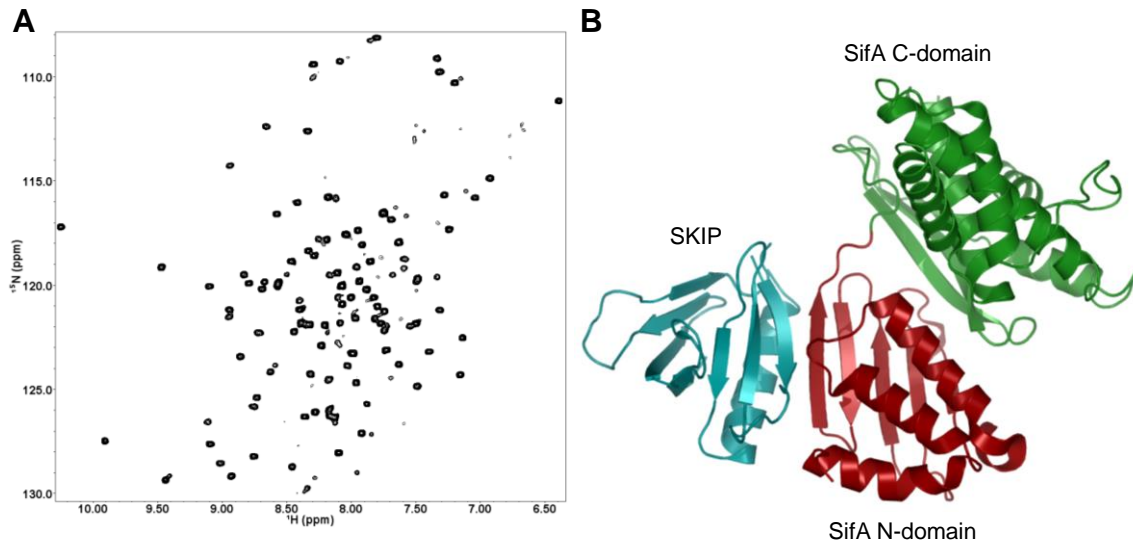 A
B
SifA C-domain
110.0
115.0
SKIP
¹⁵N (ppm)
120.0
125.0
130.0
10.00 9.50 9.00 8.50 8.00 7.50 7.00 6.50
¹H (ppm)
SifA N-domain